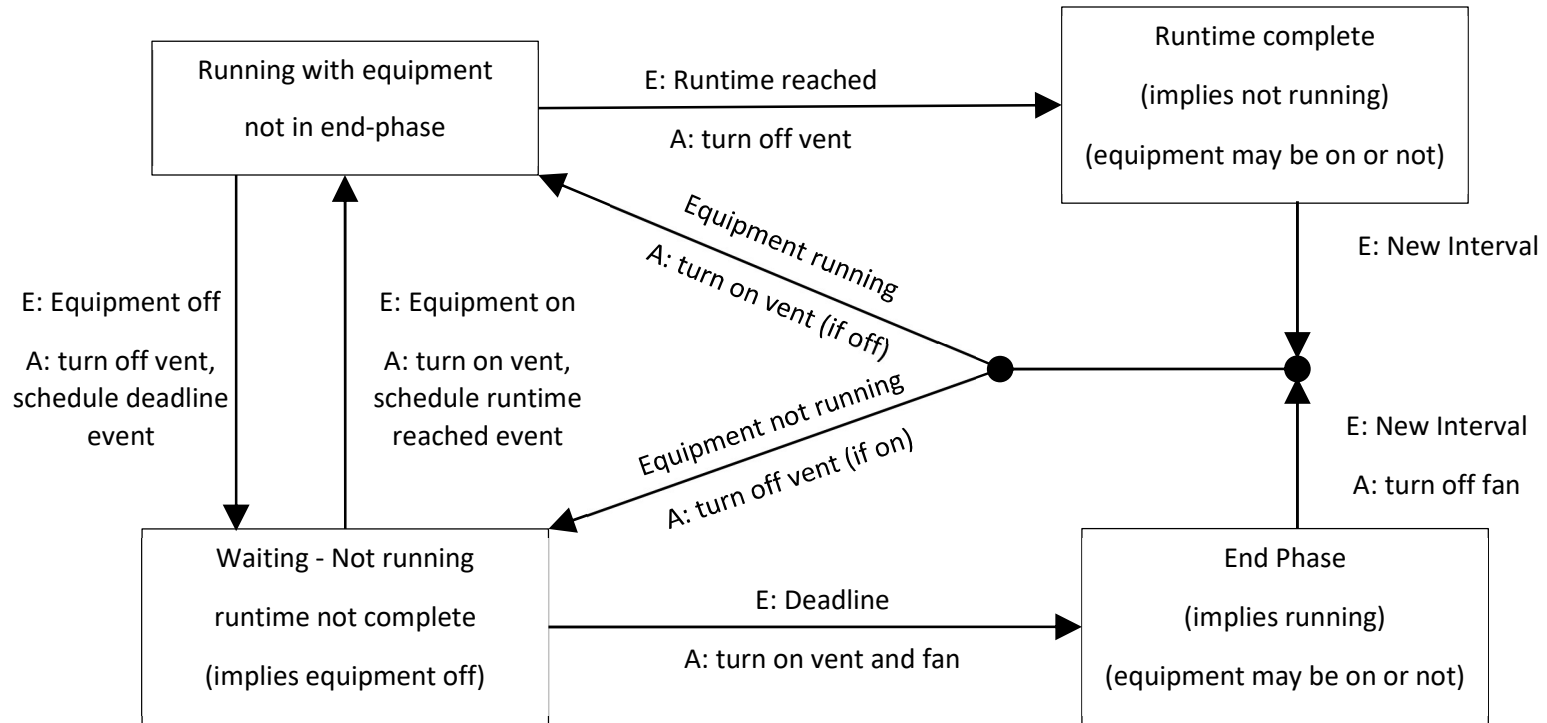 Running with equipment
not in end-phase
E: Runtime reached
A: turn off vent
Runtime complete
(implies not running)
(equipment may be on or not)
E: Equipment off
A: turn off vent,
schedule deadline
event
E: Equipment on
A: turn on vent,
schedule runtime
reached event
Equipment running
A: turn on vent (if off)
E: New Interval
Equipment not running
A: turn off vent (if on)
E: New Interval
A: turn off fan
Waiting - Not running
runtime not complete
(implies equipment off)
E: Deadline
A: turn on vent and fan
End Phase
(implies running)
(equipment may be on or not)